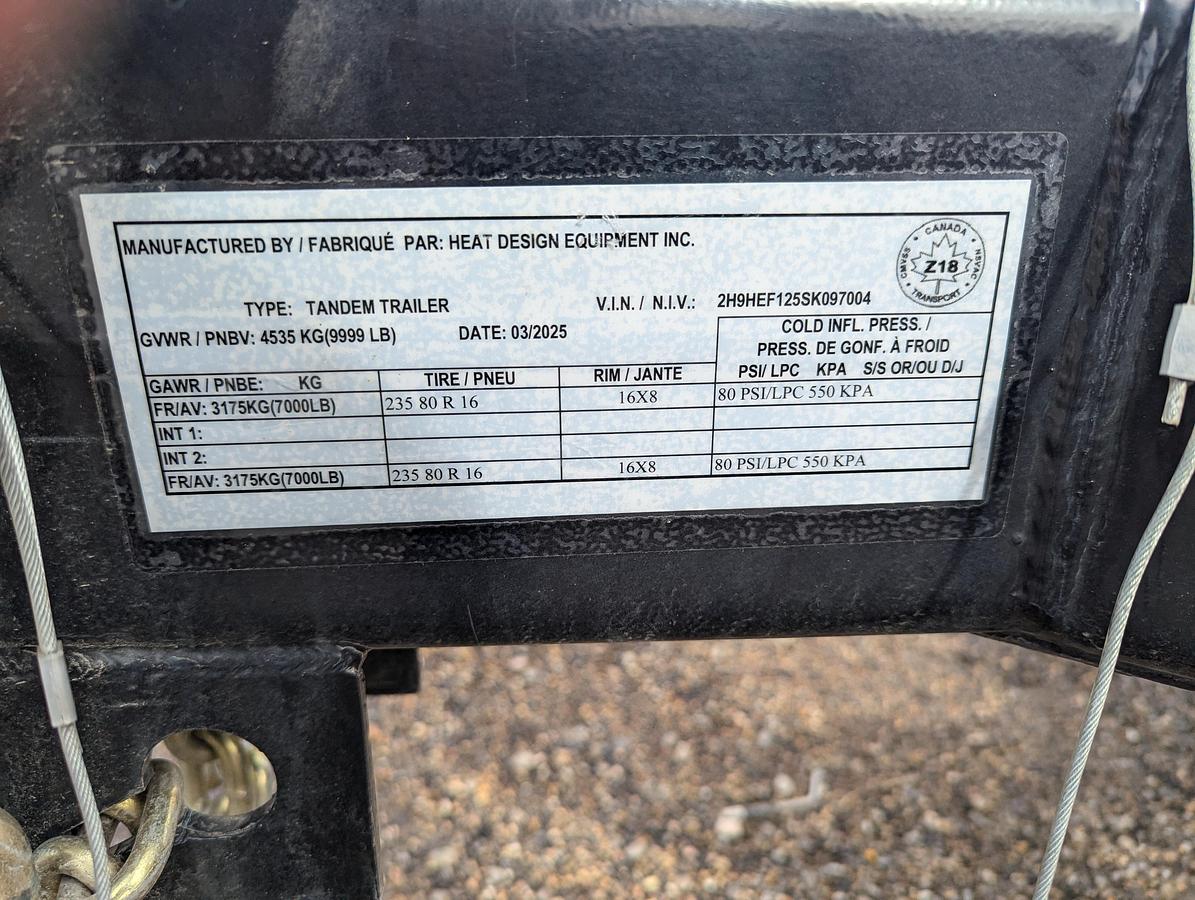 MANUFACTURED BY / FABRIQUÉ PAR: HEAT DESIGN EQUIPMENT INC.
CANADA
CMVSS
Z18
NSVAC
TRANSPORT
TYPE: TANDEM TRAILER V.I.N. / N.I.V.: 2H9HEF125SK097004
GVWR / PNBV: 4535 KG(9999 LB) DATE: 03/2025
COLD INFL. PRESS. /
PRESS. DE GONF. À FROID
GAWR / PNBE: KG TIRE / PNEU RIM / JANTE PSI/ LPC KPA S/S OR/OU D/J
FR/AV: 3175KG(7000LB) 235 80 R 16 16X8 80 PSI/LPC 550 KPA
INT 1:
INT 2:
FR/AV: 3175KG(7000LB) 235 80 R 16 16X8 80 PSI/LPC 550 KPA